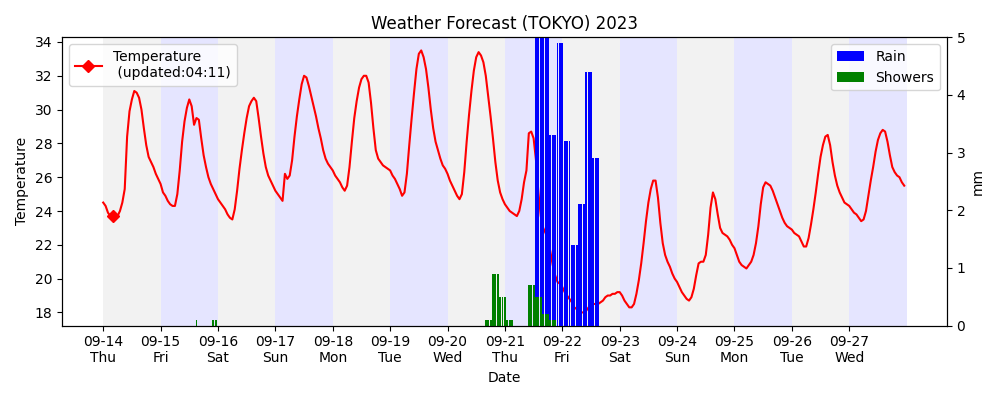 Weather Forecast (TOKYO) 2023
Temperature
(updated:04:11)
Rain
Showers
Temperature
34
32
30
28
26
24
22
20
18
5
4
3
2
1
0
mm
09-14 09-15 09-16 09-17 09-18 09-19 09-20 09-21 09-22 09-23 09-24 09-25 09-26 09-27
Thu Fri Sat Sun Mon Tue Wed Thu Fri Sat Sun Mon Tue Wed
Date